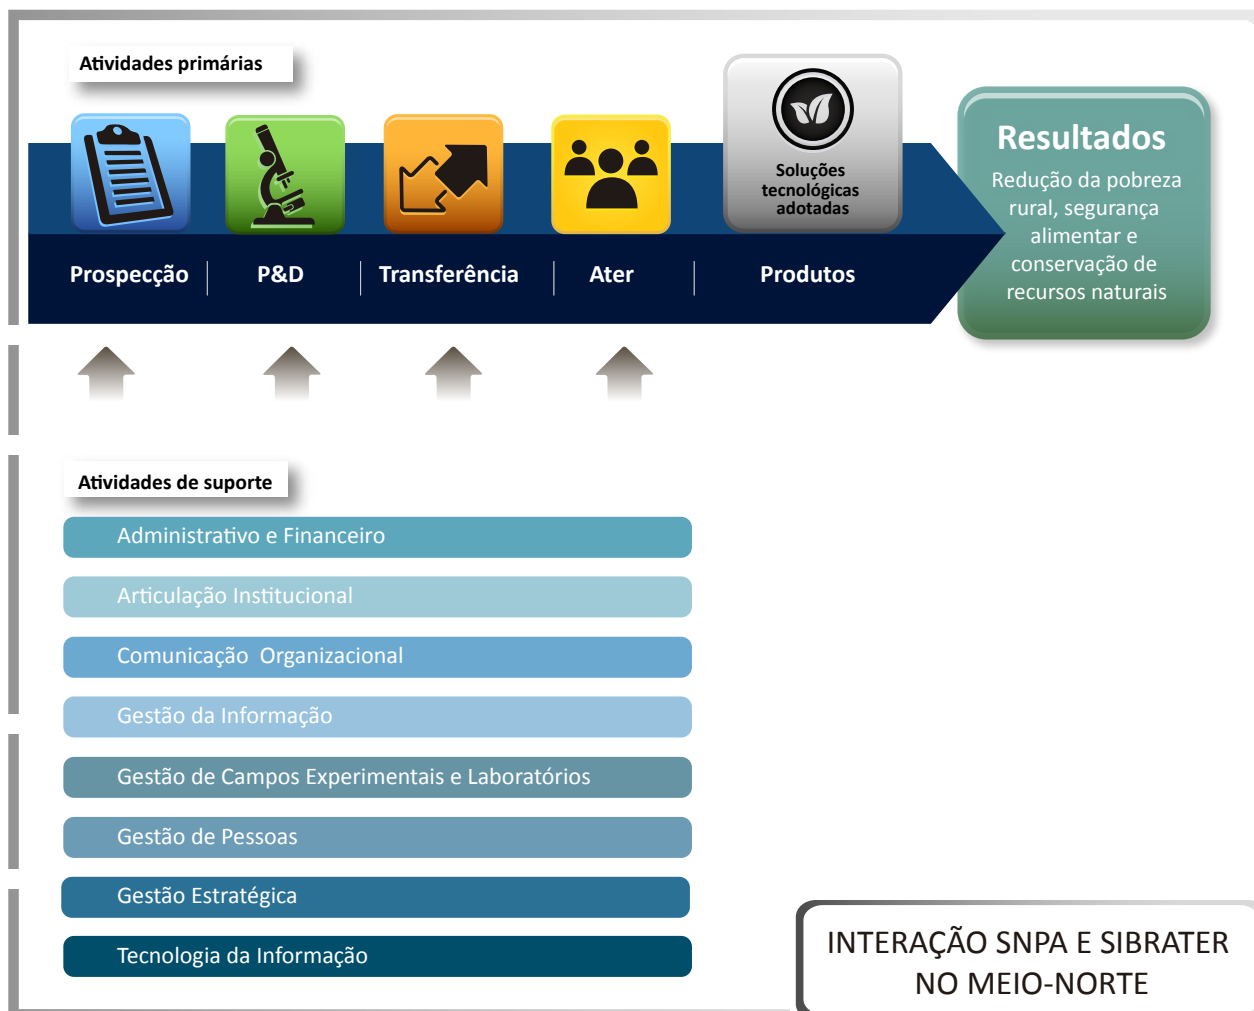 Atividades primárias
Soluções
tecnológicas
adotadas
Resultados
Redução da pobreza
rural, segurança
alimentar e
conservação de
recursos naturais
Prospecção
P&D
Transferência
Ater
Produtos
Atividades de suporte
Administrativo e Financeiro
Articulação Institucional
Comunicação Organizacional
Gestão da Informação
Gestão de Campos Experimentais e Laboratórios
Gestão de Pessoas
Gestão Estratégica
Tecnologia da Informação
INTERAÇÃO SNPA E SIBRATER
NO MEIO-NORTE